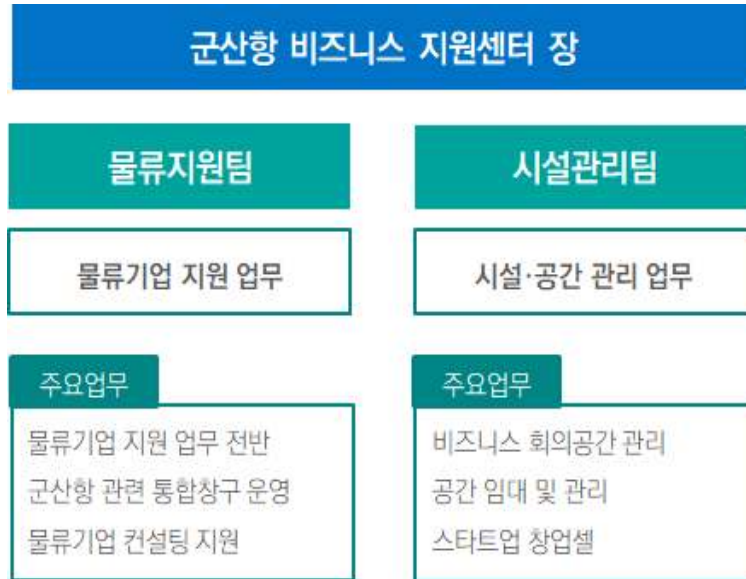 군산항 비즈니스 지원센터 장
물류지원팀
물류기업 지원 업무
주요업무
물류기업 지원 업무 전반
군산항 관련 통합창구 운영
물류기업 컨설팅 지원
시설관리팀
시설·공간 관리 업무
주요업무
비즈니스 회의공간 관리
공간 임대 및 관리
스타트업 창업셀